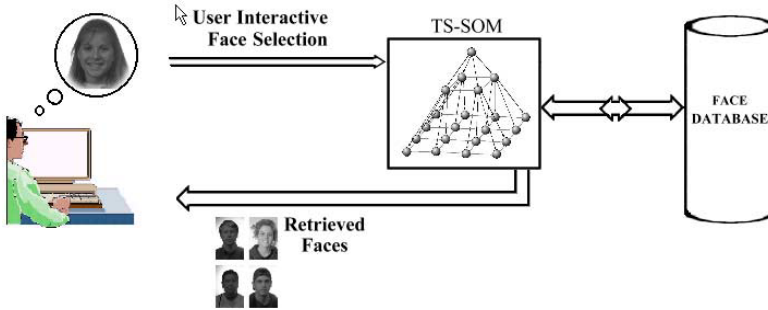 User Interactive
Face Selection
TS-SOM
FACE
DATABASE
Retrieved
Faces